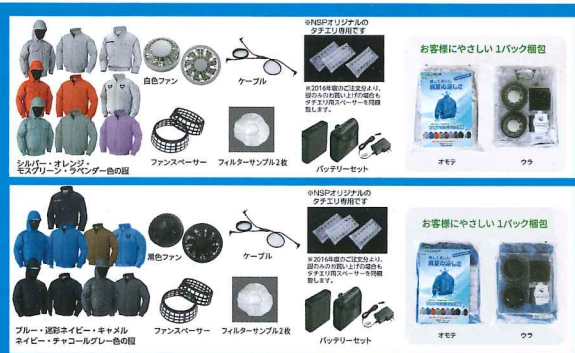 ※NSPオリジナルの
タチエリ専用です
お客様にやさしい 1パック梱包
白色ファン
ケーブル
※2016年度のご注文分より、
服のみのお買い上げの場合も
タチエリ用スペーサーを同梱
致します。
真夏の涼しさ
シルバー・オレンジ・
モスグリーン・ラベンダー色の服
ファンスペーサー
フィルターサンプル2枚
バッテリーセット
オモテ
ウラ
※NSPオリジナルの
タチエリ専用です
お客様にやさしい 1パック梱包
黒色ファン
ケーブル
※2016年度のご注文分より、
服のみのお買い上げの場合も
タチエリ用スペーサーを同梱
致します。
真夏の涼しさ
ブルー・迷彩ネイビー・キャメル
ネイビー・チャコールグレー色の服
ファンスペーサー
フィルターサンプル2枚
バッテリーセット
オモテ
ウラ